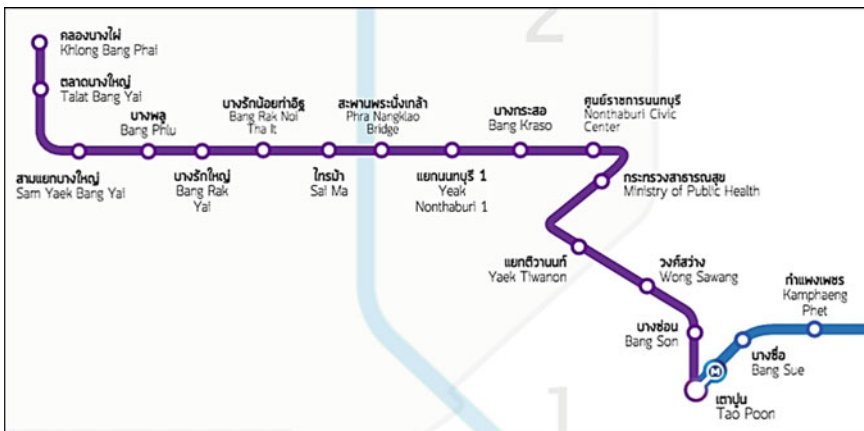 คลองบางไผ่
Khlong Bang Phai
ตลาดบางใหญ่
Talat Bang Yai
สามแยกบางใหญ่
Sam Yaek Bang Yai
บางพลู
Bang Phlu
บางรักใหญ่
Bang Rak
Yai
บางรักน้อยท่าอิฐ
Bang Rak Noi
Tha It
ไทรม้า
Sai Ma
สะพานพระนั่งเกล้า
Phra Nangklao
Bridge
แยกนนทบุรี 1
Yeak
Nonthaburi 1
บางกระสอ
Bang Kraso
ศูนย์ราชการนนทบุรี
Nonthaburi Civic
Center
กระทรวงสาธารณสุข
Ministry of Public Health
แยกติวานนท์
Yaek Tiwanon
วงศ์สว่าง
Wong Sawang
บางซ่อน
Bang Son
เตาปูน
Tao Poon
บางซื่อ
Bang Sue
กำแพงเพชร
Kamphaeng
Phet
2
1